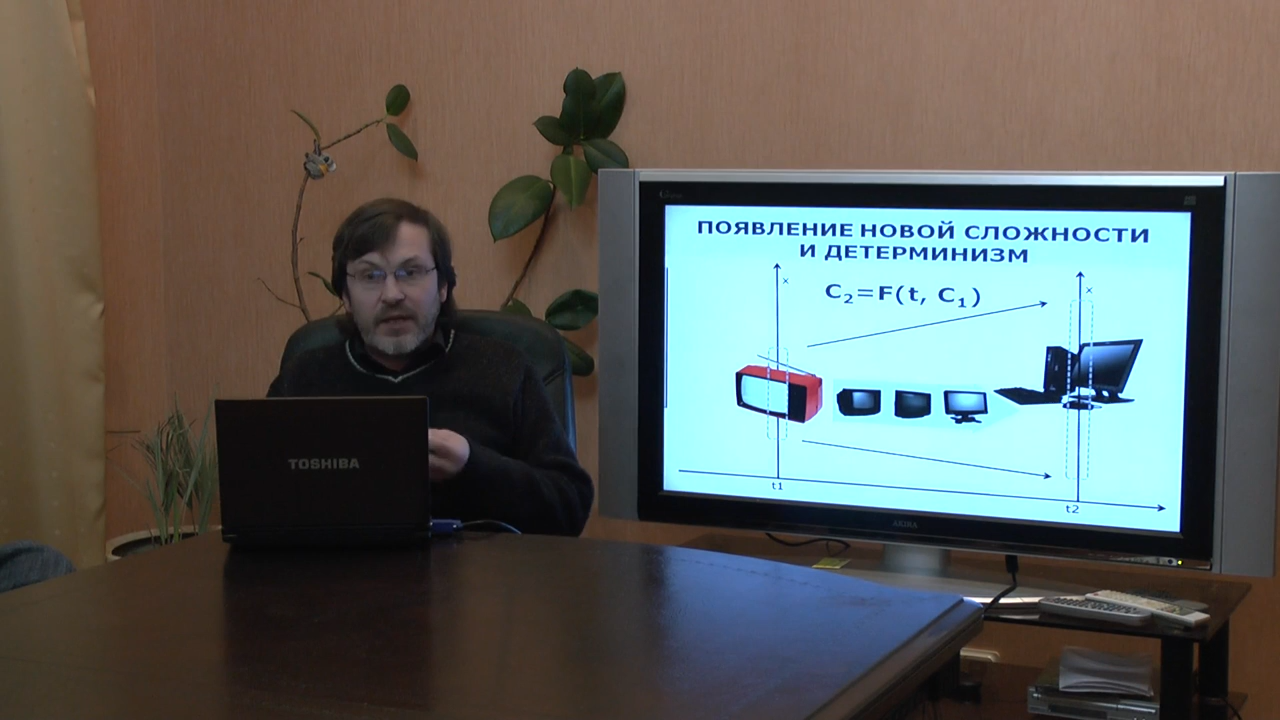 ПОЯВЛЕНИЕ НОВОЙ СЛОЖНОСТИ
И ДЕТЕРМИНИЗМ
x
x
C₂=F(t, C₁)
TOSHIBA
t1
t2
AKIRA